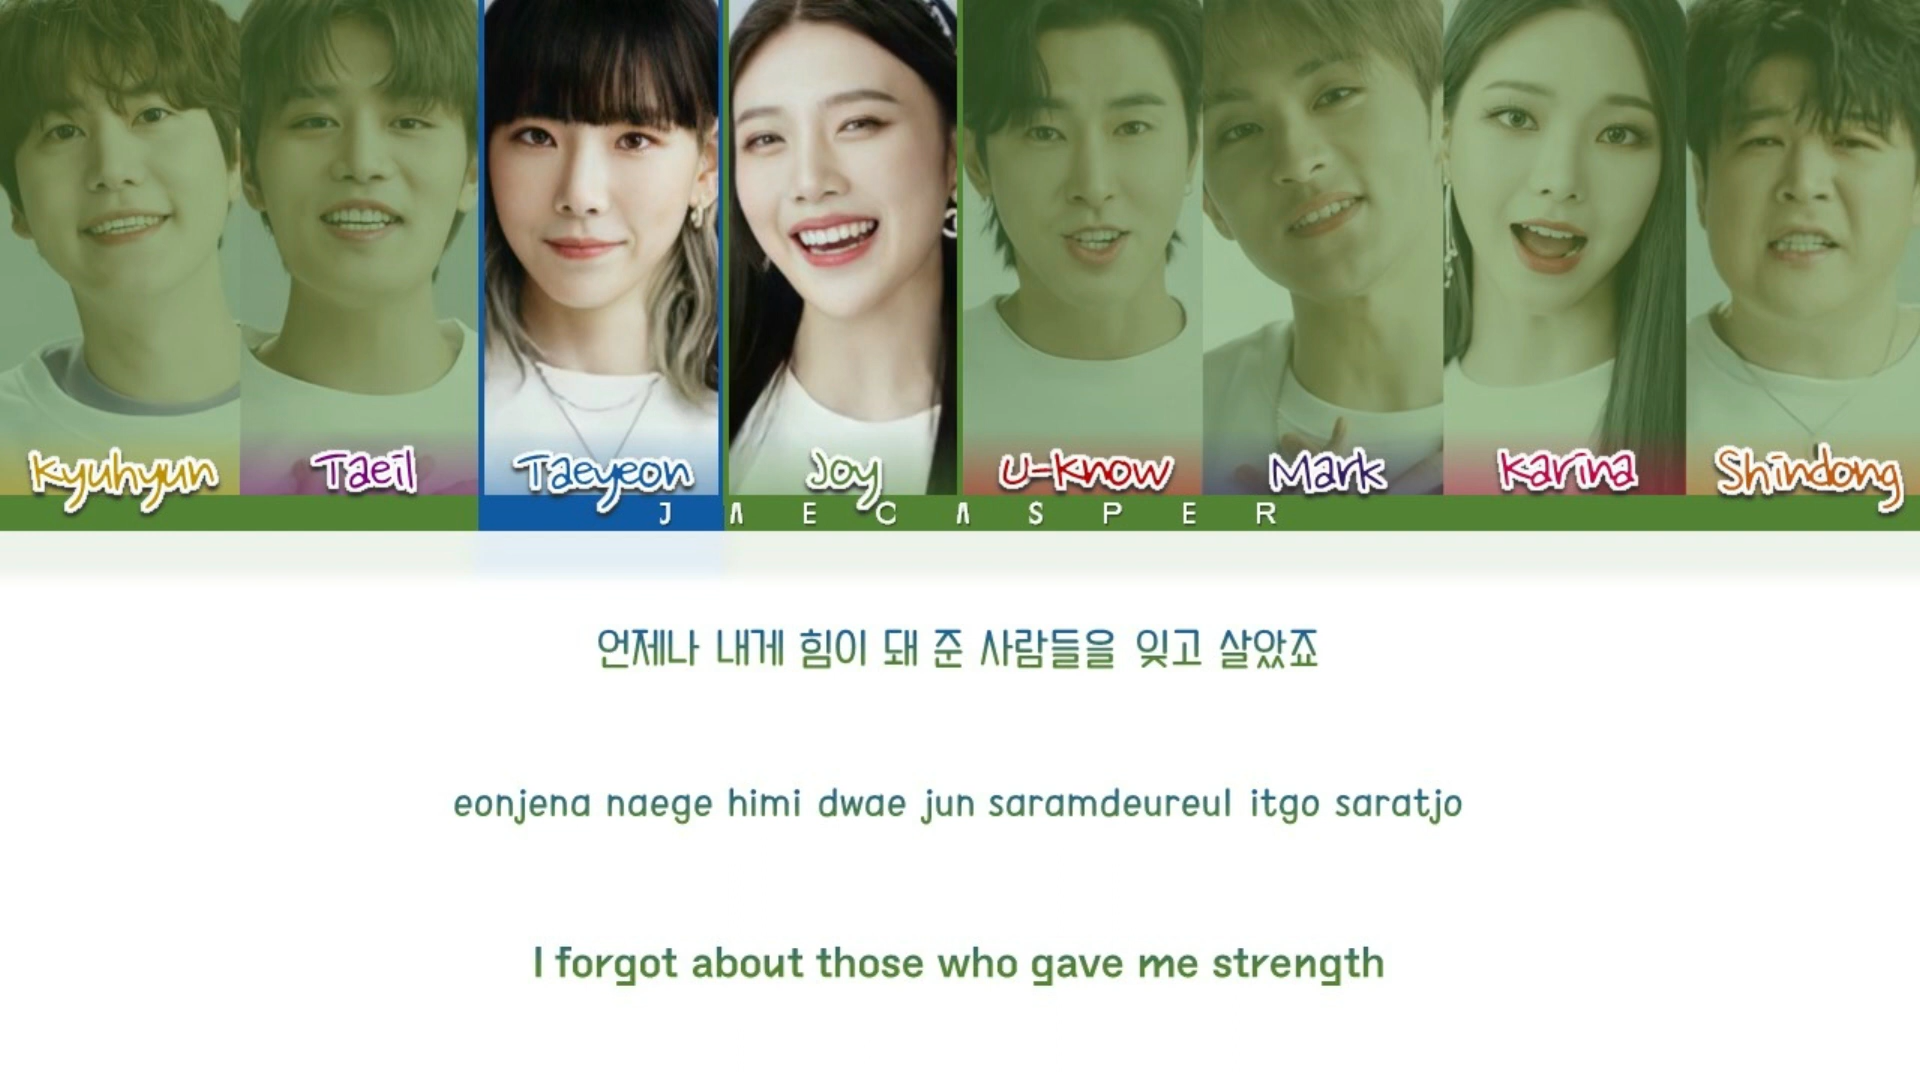 Kyuhyun Taeil Taeyeon Joy U-Know Mark Karina Shindong
JAECASPER
언제나 내게 힘이 돼 준 사람들을 잊고 살았죠
eonjena naege himi dwae jun saramdeureul itgo saratjo
I forgot about those who gave me strength